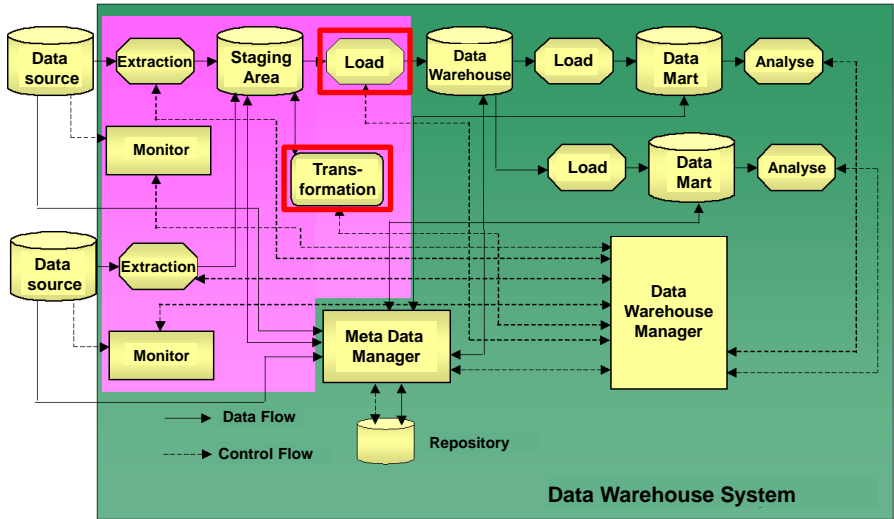 Data
source
Extraction
Staging
Area
Load
Data
Warehouse
Load
Data
Mart
Analyse
Monitor
Trans-
formation
Load
Data
Mart
Analyse
Data
source
Extraction
Data
Warehouse
Manager
Monitor
Meta Data
Manager
Data Flow
Control Flow
Repository
Data Warehouse System